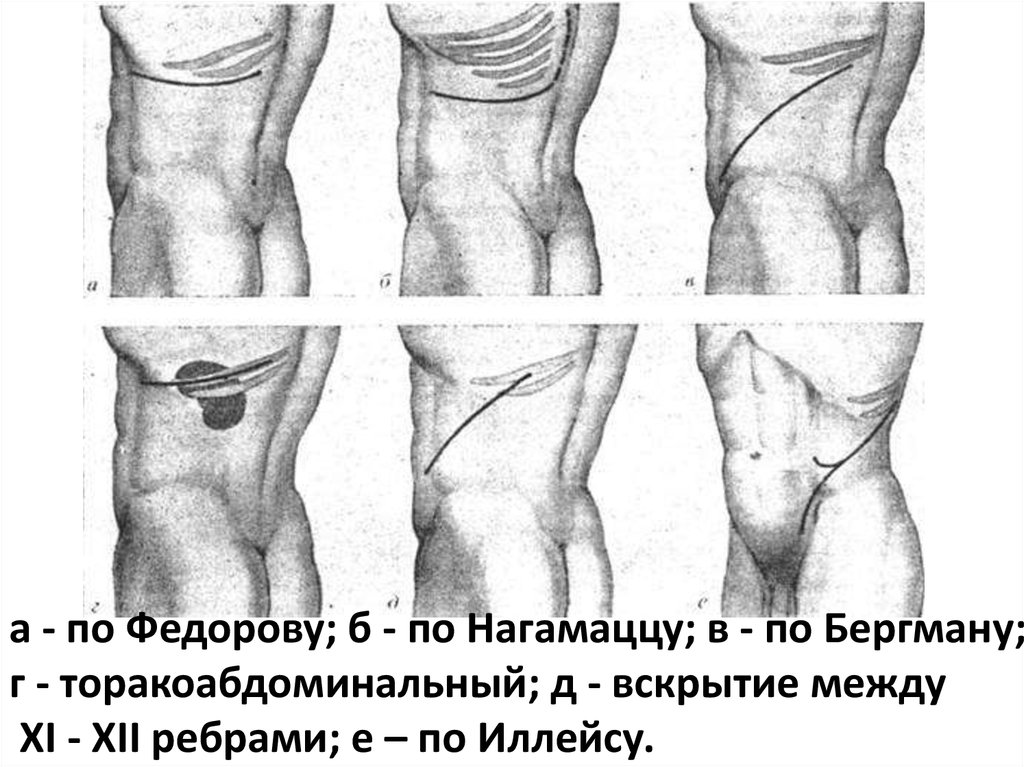 а б в
г д е
а - по Федорову; б - по Нагамаццу; в - по Бергману;
г - торакоабдоминальный; д - вскрытие между
XI - XII ребрами; е – по Иллейсу.